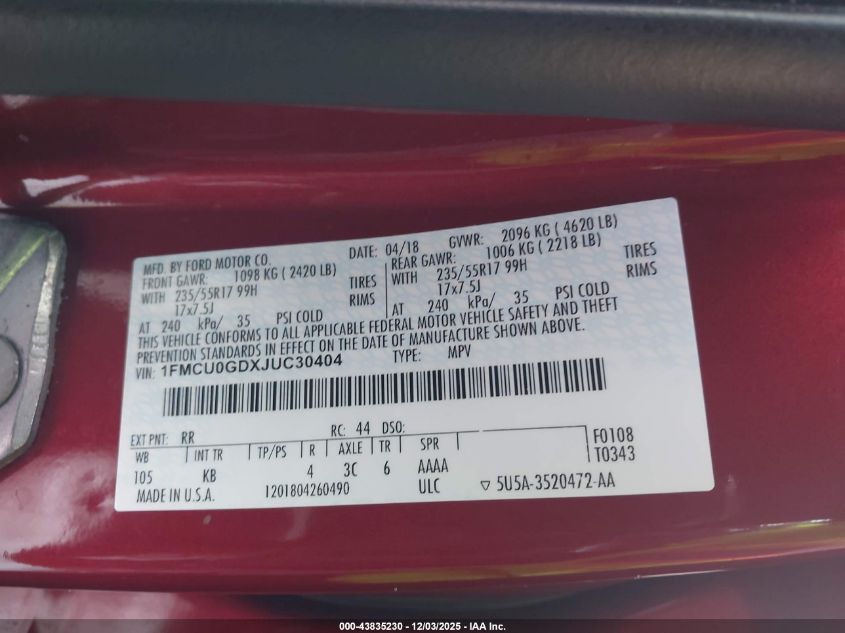 MFD. BY FORD MOTOR CO. DATE: 04/18 GVWR: 2096 KG ( 4620 LB)
FRONT GAWR: 1098 KG ( 2420 LB) REAR GAWR: 1006 KG ( 2218 LB)
WITH 235/55R17 99H TIRES WITH 235/55R17 99H TIRES
17x7.5J RIMS 17x7.5J RIMS
AT 240 kPa/ 35 PSI COLD AT 240 kPa/ 35 PSI COLD
THIS VEHICLE CONFORMS TO ALL APPLICABLE FEDERAL MOTOR VEHICLE SAFETY AND THEFT
PREVENTION STANDARDS IN EFFECT ON THE DATE OF MANUFACTURE SHOWN ABOVE.
VIN: 1FMCU0GDXJUC30404 TYPE: MPV
EXT PNT: RR RC: 44 DSO: F0108
WB INT TR TP/PS R AXLE TR SPR T0343
105 KB 4 3C 6 AAAA
MADE IN U.S.A. 1201804260490 ULC ▽ 5U5A-3520472-AA
000-43835230 - 12/03/2025 - IAA Inc.